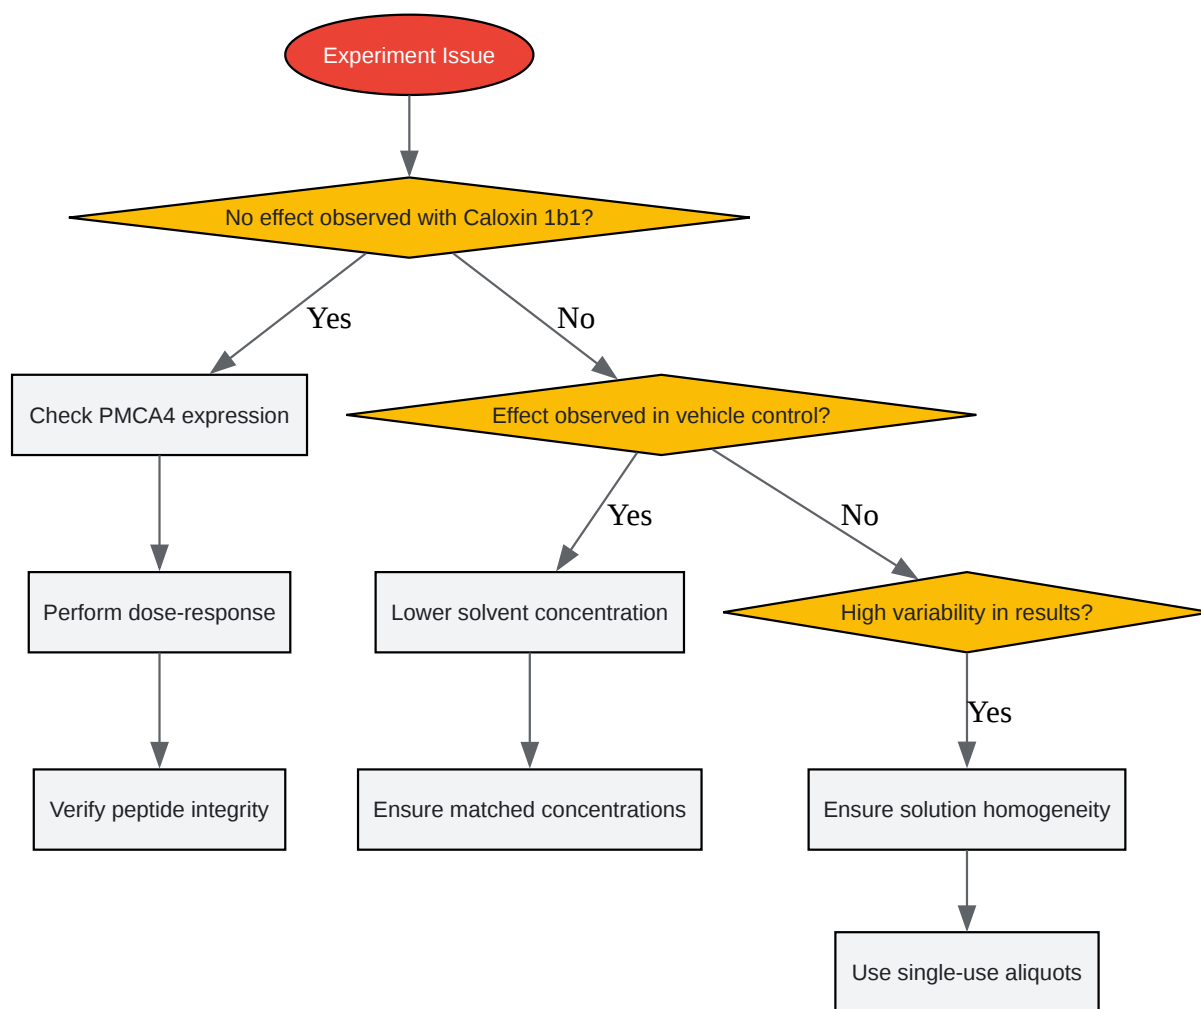 Experiment Issue
No effect observed with Caloxin 1b1?
Yes
No
Check PMCA4 expression
Effect observed in vehicle control?
Yes
No
Perform dose-response
Lower solvent concentration
High variability in results?
Yes
Verify peptide integrity
Ensure matched concentrations
Ensure solution homogeneity
Use single-use aliquots